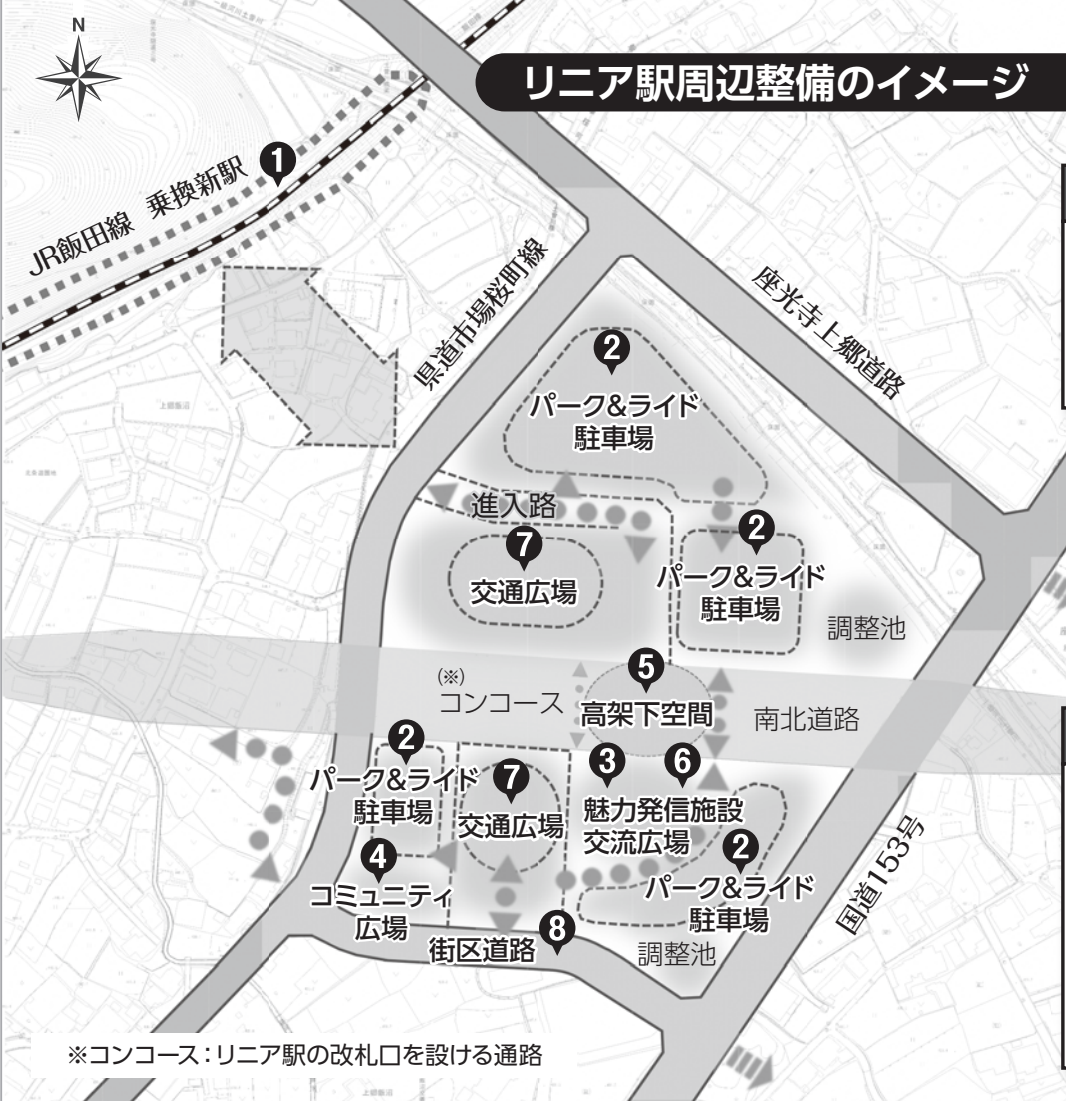 N
リニア駅周辺整備のイメージ
1
JR飯田線 乗換新駅
県道市場桜町線
座光寺上郷道路
2
パーク&ライド
駐車場
進入路
7
交通広場
2
パーク&ライド
駐車場
調整池
(※)
コンコース
5
高架下空間
南北道路
2
パーク&ライド
駐車場
7
交通広場
3
6
魅力発信施設
交流広場
2
パーク&ライド
駐車場
4
コミュニティ
広場
街区道路
8
調整池
国道153号
上郷飯沼
※コンコース：リニア駅の改札口を設ける通路
上郷飯沼